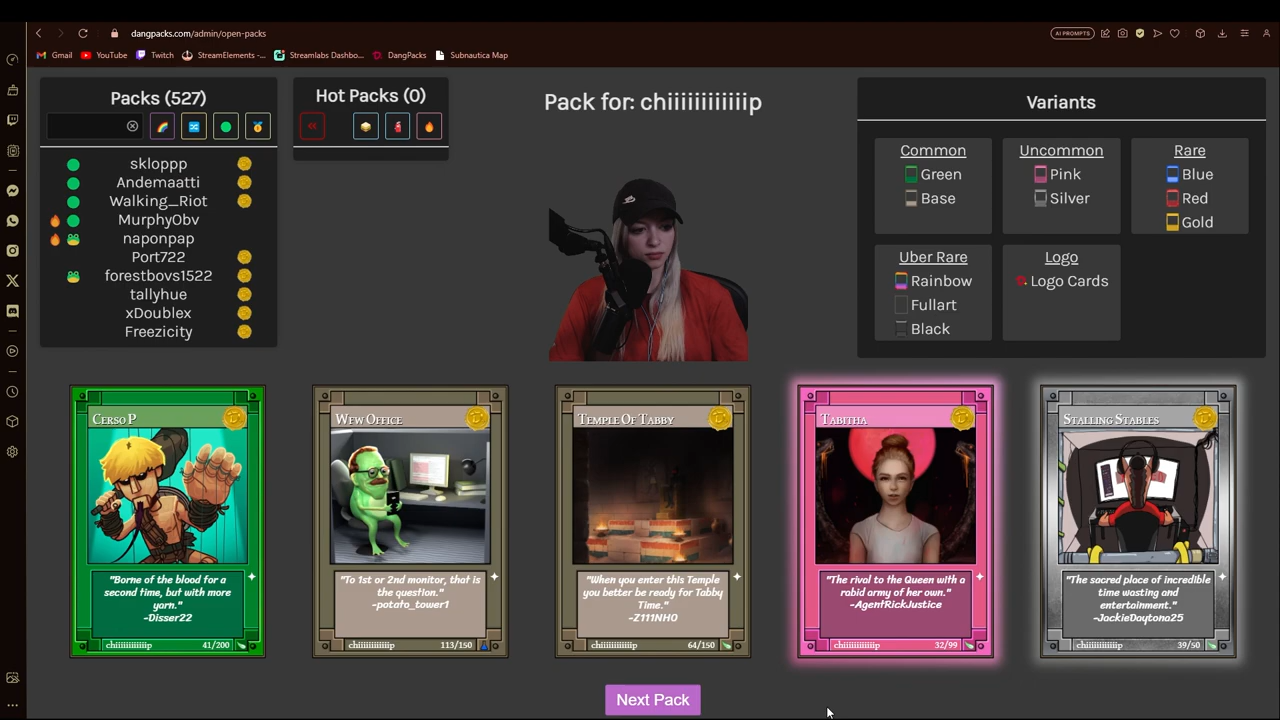 dangpacks.com/admin/open-packs
AI PROMPTS
Gmail
YouTube
Twitch
StreamElements -...
Streamlabs Dashbo...
DangPacks
Subnautica Map
Packs (527)
skloppp
Andemaatti
Walking_Riot
MurphyObv
naponpap
Port722
forestbovs1522
tallyhue
xDoublex
Freezicity
Hot Packs (0)
Pack for: chiiiiiiiiiiip
Variants
Common
Green
Base
Uncommon
Pink
Silver
Rare
Blue
Red
Gold
Uber Rare
Rainbow
Fullart
Black
Logo
Logo Cards
Cerso P
"Borne of the blood for a
second time, but with more
yarn."
-Disser22
chiiiiiiiiiiip 41/200
WFW Office
"To 1st or 2nd monitor, that is
the question."
-potato_tower1
chiiiiiiiiiiip 113/150
Temple Of Tabby
"When you enter this Temple
you better be ready for Tabby
Time."
-Z111NHO
chiiiiiiiiiiip 64/150
Tabitha
"The rival to the Queen with a
rabid army of her own."
-AgentRickJustice
chiiiiiiiiiiip 32/99
Stalling Stables
"The sacred place of incredible
time wasting and
entertainment."
-JackieDaytona25
chiiiiiiiiiiip 39/50
Next Pack